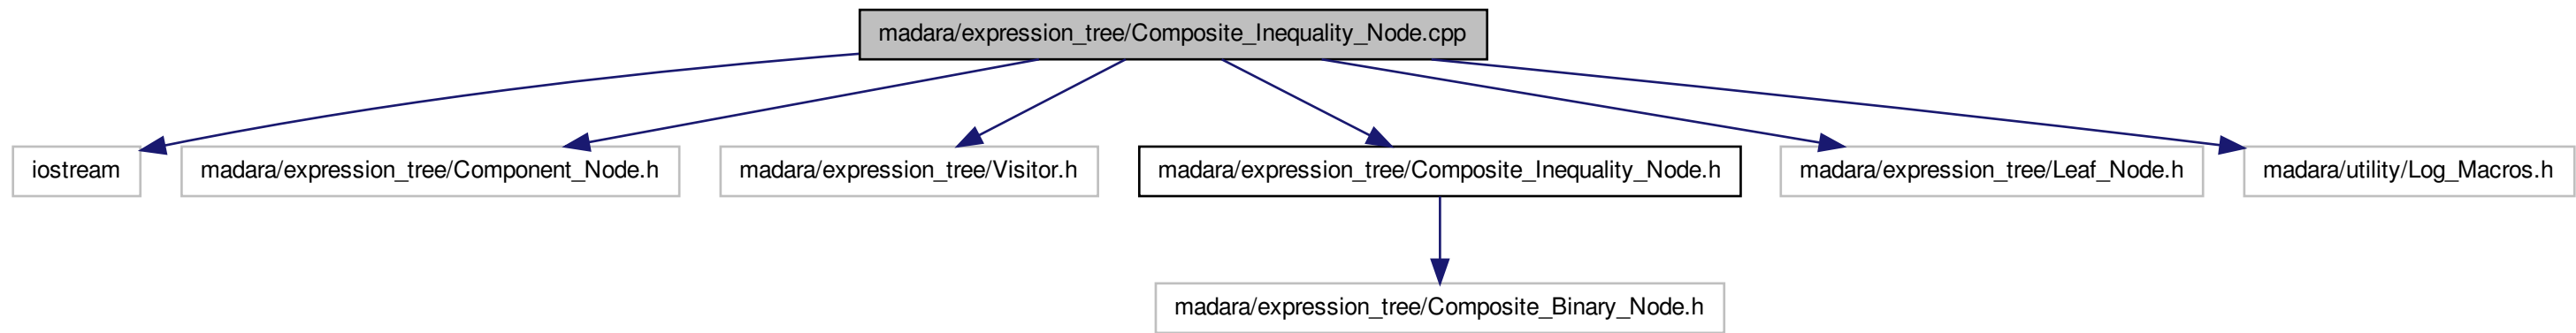 madara/expression_tree/Composite_Inequality_Node.cpp
iostream
madara/expression_tree/Component_Node.h
madara/expression_tree/Visitor.h
madara/expression_tree/Composite_Inequality_Node.h
madara/expression_tree/Leaf_Node.h
madara/utility/Log_Macros.h
madara/expression_tree/Composite_Binary_Node.h